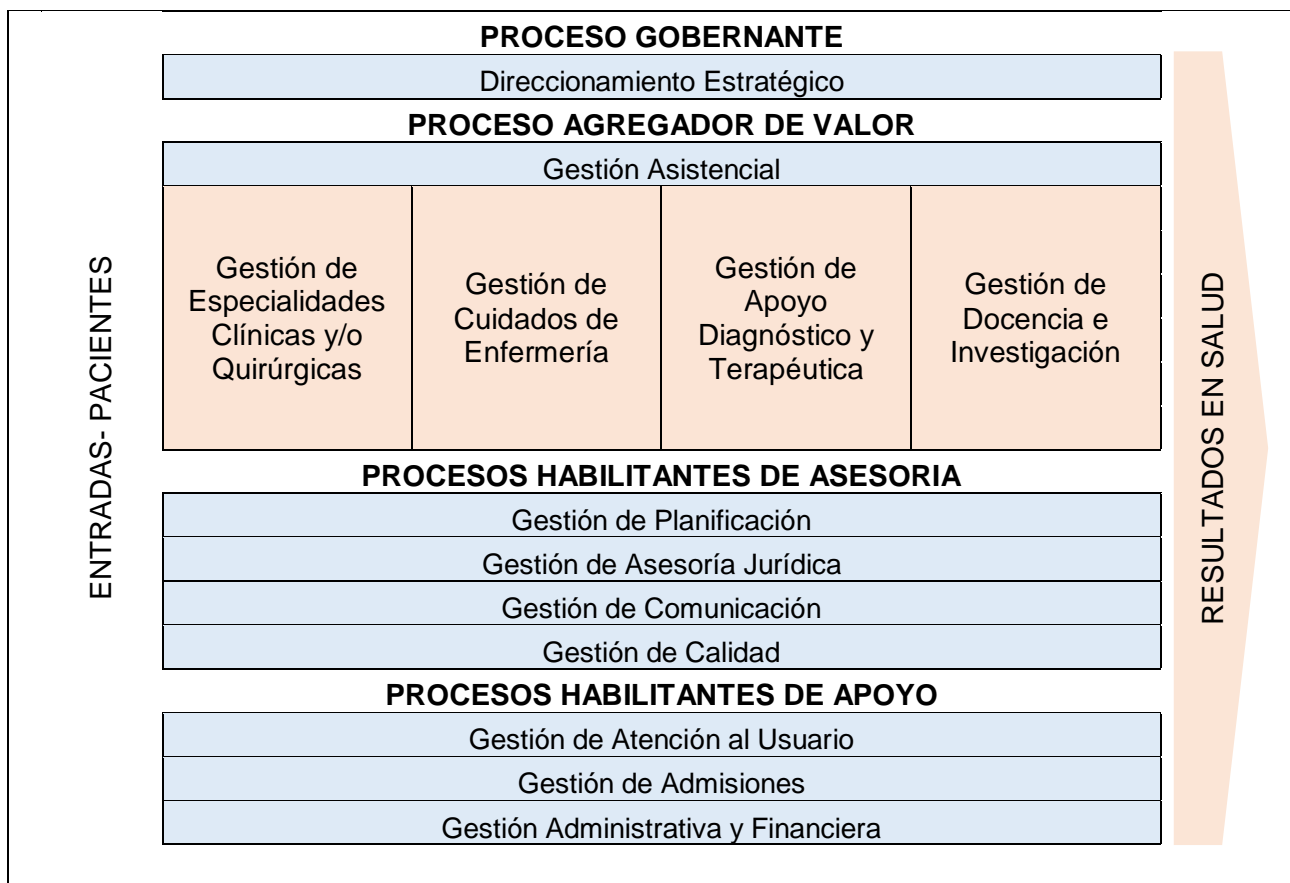 PROCESO GOBERNANTE
Direccionamiento Estratégico
PROCESO AGREGADOR DE VALOR
Gestión Asistencial
Gestión de
Especialidades
Clínicas y/o
Quirúrgicas
Gestión de
Cuidados de
Enfermería
Gestión de
Apoyo
Diagnóstico y
Terapéutica
Gestión de
Docencia e
Investigación
PROCESOS HABILITANTES DE ASESORIA
Gestión de Planificación
Gestión de Asesoría Jurídica
Gestión de Comunicación
Gestión de Calidad
PROCESOS HABILITANTES DE APOYO
Gestión de Atención al Usuario
Gestión de Admisiones
Gestión Administrativa y Financiera
ENTRADAS- PACIENTES
RESULTADOS EN SALUD